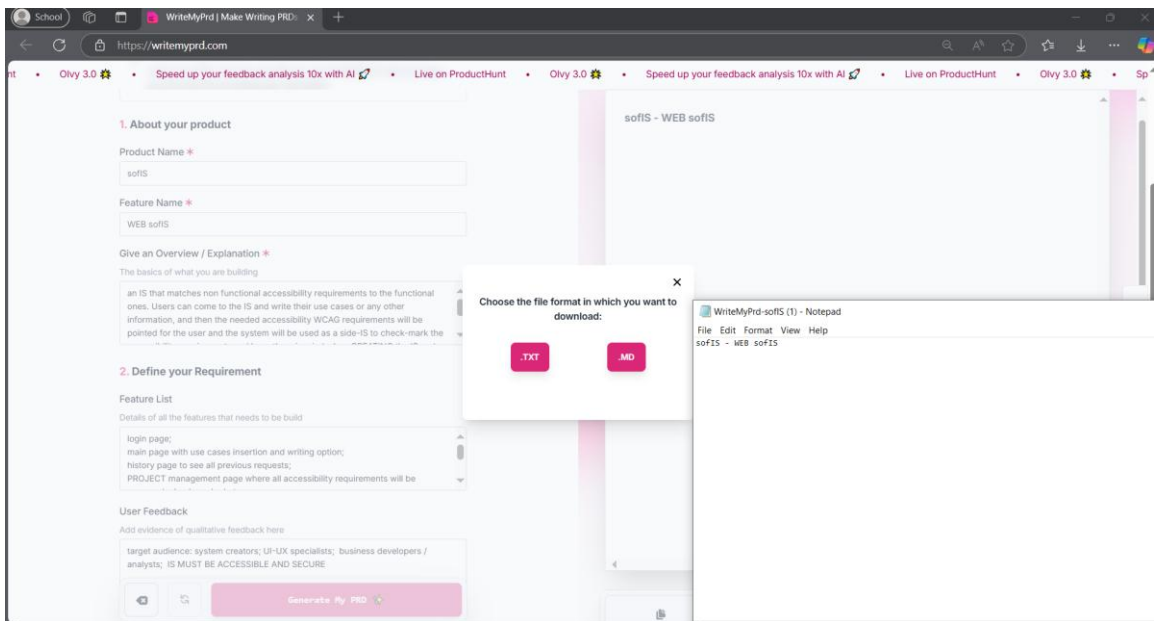 School
WriteMyPrd | Make Writing PRDs
https://writemyprd.com
nt • Olvy 3.0 • Speed up your feedback analysis 10x with AI 🚀 • Live on ProductHunt • Olvy 3.0 • Speed up your feedback analysis 10x with AI 🚀 • Live on ProductHunt • Olvy 3.0 • Sp
1. About your product
Product Name *
sofIS
Feature Name *
WEB sofIS
Give an Overview / Explanation *
The basics of what you are building
an IS that matches non functional accessibility requirements to the functional
ones. Users can come to the IS and write their use cases or any other
information, and then the needed accessibility WCAG requirements will be
pointed for the user and the system will be used as a side-IS to check-mark the
2. Define your Requirement
Feature List
Details of all the features that needs to be build
login page;
main page with use cases insertion and writing option;
history page to see all previous requests;
PROJECT management page where all accessibility requirements will be
User Feedback
Add evidence of qualitative feedback here
target audience: system creators; UI-UX specialists; business developers /
analysts; IS MUST BE ACCESSIBLE AND SECURE
Generate My PRD
sofIS - WEB sofIS
Choose the file format in which you want to
download:
.TXT .MD
WriteMyPrd-sofIS (1) - Notepad
File Edit Format View Help
sofIS - WEB sofIS